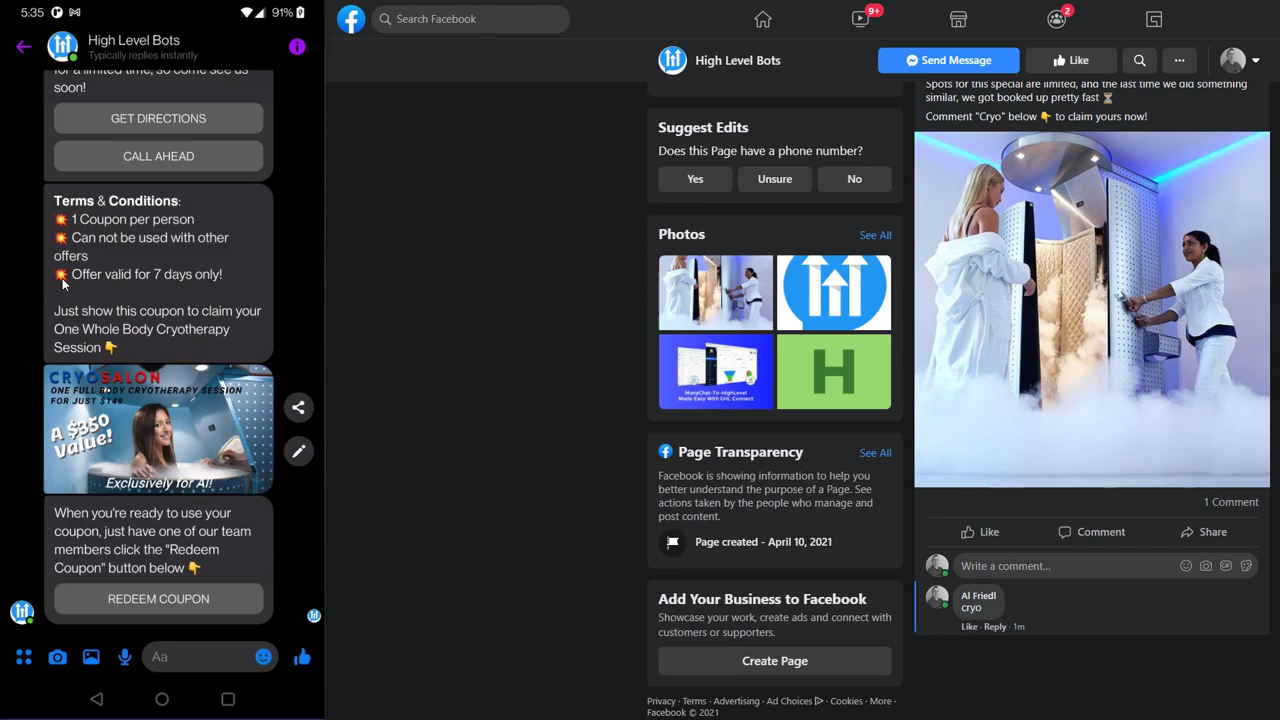 5:35
91%
High Level Bots
Typically replies instantly
for a limited time, so come see us
soon!
GET DIRECTIONS
CALL AHEAD
Terms & Conditions:
💥 1 Coupon per person
💥 Can not be used with other
offers
💥 Offer valid for 7 days only!
Just show this coupon to claim your
One Whole Body Cryotherapy
Session 👇
CRYOSALON
ONE FULL BODY CRYOTHERAPY SESSION
FOR JUST $149
A $350
Value!
Exclusively for Al!
When you're ready to use your
coupon, just have one of our team
members click the "Redeem
Coupon" button below 👇
REDEEM COUPON
Aa
Search Facebook
9+
2
High Level Bots
Send Message
Like
Suggest Edits
Does this Page have a phone number?
Yes
Unsure
No
Photos
See All
ManyChat-To-HighLevel
Made Easy With GHL Connect
H
Page Transparency
See All
Facebook is showing information to help you
better understand the purpose of a Page. See
actions taken by the people who manage and
post content.
Page created - April 10, 2021
Add Your Business to Facebook
Showcase your work, create ads and connect with
customers or supporters.
Create Page
Privacy · Terms · Advertising · Ad Choices · Cookies · More ·
Facebook © 2021
Spots for this special are limited, and the last time we did something
similar, we got booked up pretty fast ⏳
Comment "Cryo" below 👇 to claim yours now!
1 Comment
Like
Comment
Share
Write a comment...
Al Friedl
cryo
Like · Reply · 1m